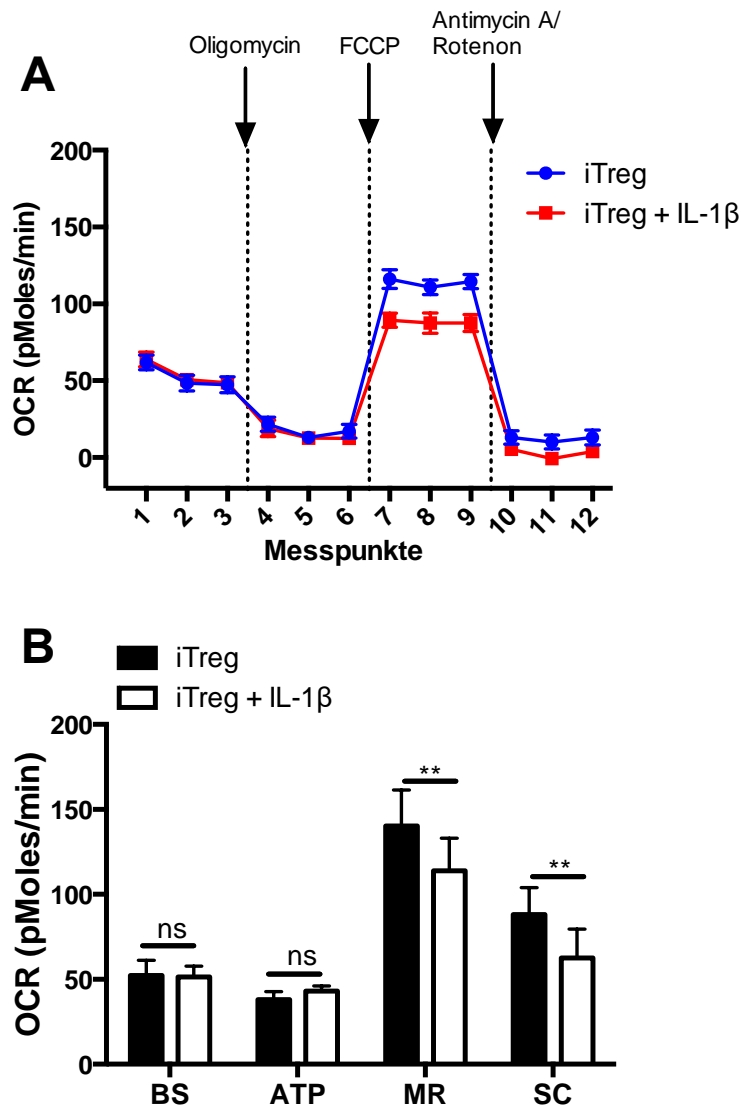 A
Oligomycin
FCCP
Antimycin A/
Rotenon
200
150
100
50
0
OCR (pMoles/min)
iTreg
iTreg + IL-1β
1 2 3 4 5 6 7 8 9 10 11 12
Messpunkte
B
iTreg
iTreg + IL-1β
200
150
100
50
0
OCR (pMoles/min)
ns
ns
**
**
BS ATP MR SC